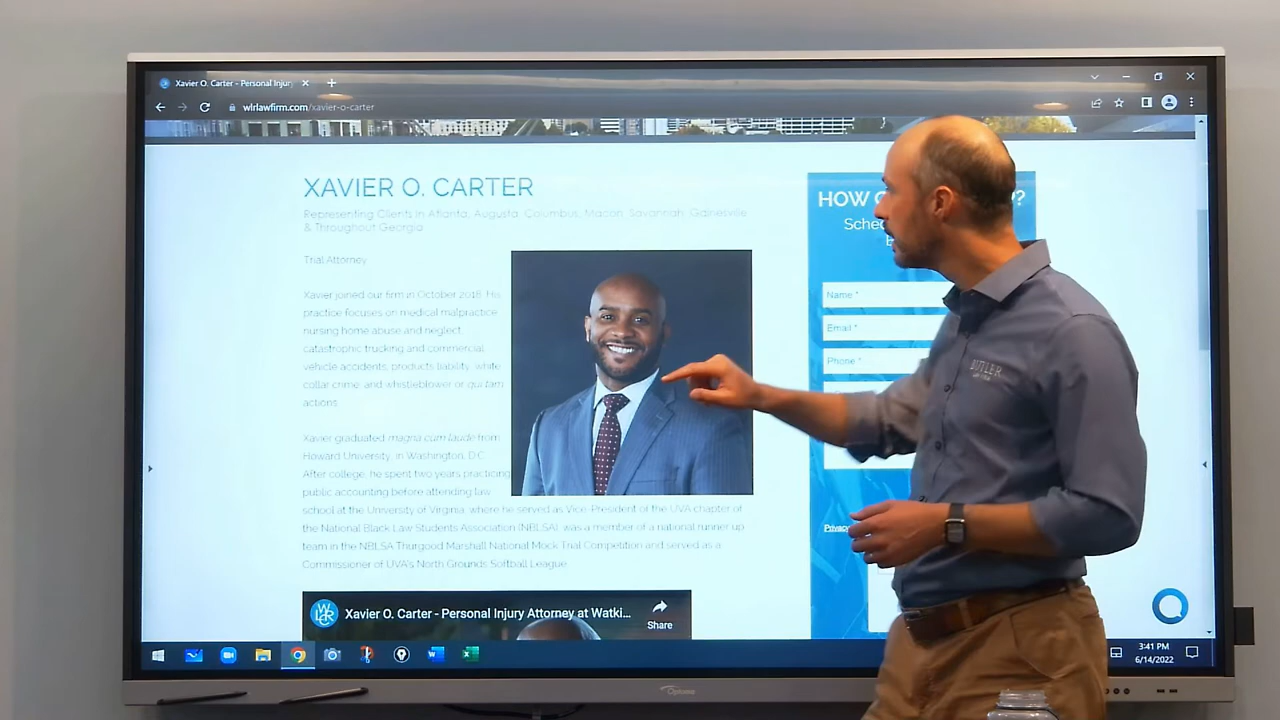 Xavier O. Carter - Personal Injury
wlrlawfirm.com/xavier-o-carter
XAVIER O. CARTER
Representing Clients in Atlanta, Augusta, Columbus, Macon, Savannah, Gainesville
& Throughout Georgia
Trial Attorney
Xavier joined our firm in October 2018. His
practice focuses on medical malpractice
nursing home abuse and neglect,
catastrophic trucking and commercial
vehicle accidents, products liability, white
collar crime, and whistleblower or qui tam
actions.
Xavier graduated magna cum laude from
Howard University, in Washington, D.C.
After college, he spent two years practicing
public accounting before attending law
school at the University of Virginia, where he served as Vice. President of the UVA chapter of
the National Black Law Students Association (NBLSA), was a member of a national runner up
team in the NBLSA Thurgood Marshall National Mock Trial Competition and served as a
Commissioner of UVA's North Grounds Softball League.
Xavier O. Carter - Personal Injury Attorney at Watki...
Share
HOW ?
Name *
Email *
Phone *
Privacy
BUTLER
3:41 PM
6/14/2022
Optoma